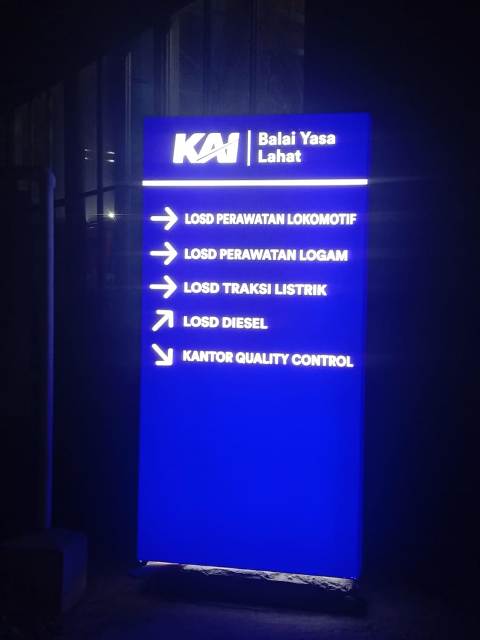 KAI
Balai Yasa
Lahat
LOSD PERAWATAN LOKOMOTIF
LOSD PERAWATAN LOGAM
LOSD TRAKSI LISTRIK
LOSD DIESEL
KANTOR QUALITY CONTROL